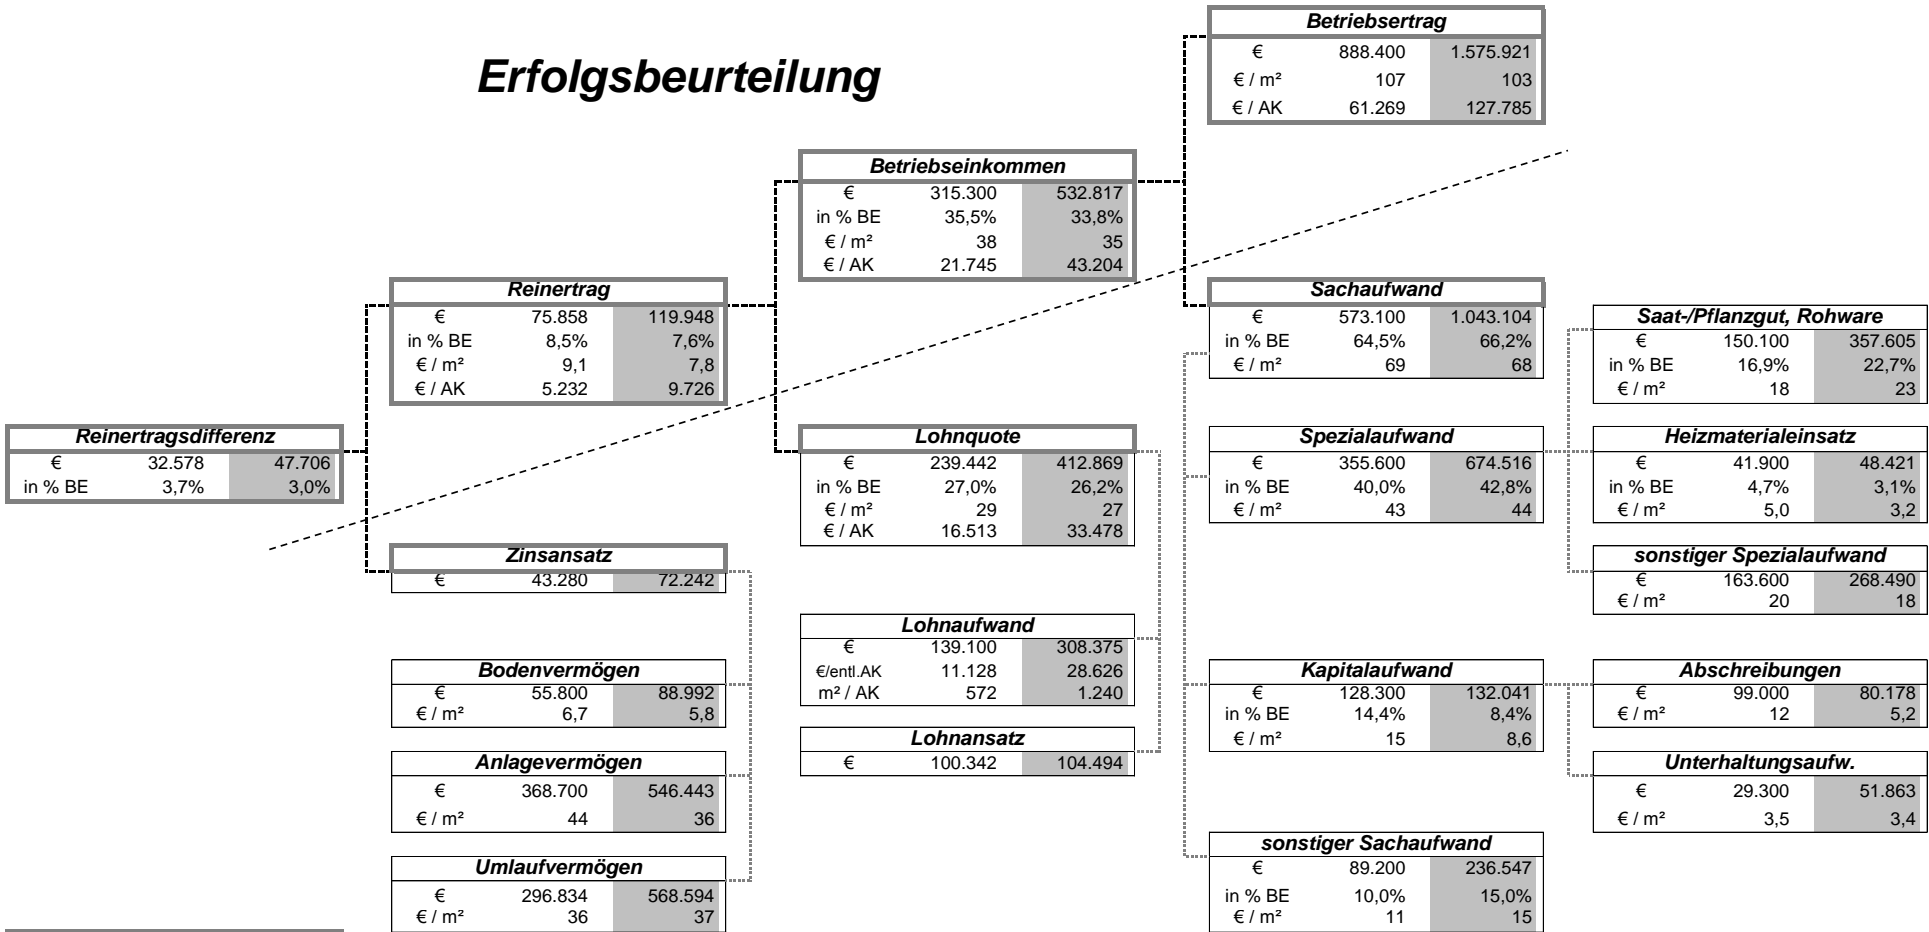 Erfolgsbeurteilung
Betriebsertrag
€ 888.400 1.575.921
€ / m² 107 103
€ / AK 61.269 127.785
Betriebseinkommen
€ 315.300 532.817
in % BE 35,5% 33,8%
€ / m² 38 35
€ / AK 21.745 43.204
Reinertrag
€ 75.858 119.948
in % BE 8,5% 7,6%
€ / m² 9,1 7,8
€ / AK 5.232 9.726
Sachaufwand
€ 573.100 1.043.104
in % BE 64,5% 66,2%
€ / m² 69 68
Saat-/Pflanzgut, Rohware
€ 150.100 357.605
in % BE 16,9% 22,7%
€ / m² 18 23
Reinertragsdifferenz
€ 32.578 47.706
in % BE 3,7% 3,0%
Lohnquote
€ 239.442 412.869
in % BE 27,0% 26,2%
€ / m² 29 27
€ / AK 16.513 33.478
Spezialaufwand
€ 355.600 674.516
in % BE 40,0% 42,8%
€ / m² 43 44
Heizmaterialeinsatz
€ 41.900 48.421
in % BE 4,7% 3,1%
€ / m² 5,0 3,2
Zinsansatz
€ 43.280 72.242
sonstiger Spezialaufwand
€ 163.600 268.490
€ / m² 20 18
Lohnaufwand
€ 139.100 308.375
€/entl.AK 11.128 28.626
m² / AK 572 1.240
Bodenvermögen
€ 55.800 88.992
€ / m² 6,7 5,8
Kapitalaufwand
€ 128.300 132.041
in % BE 14,4% 8,4%
€ / m² 15 8,6
Abschreibungen
€ 99.000 80.178
€ / m² 12 5,2
Lohnansatz
€ 100.342 104.494
Anlagevermögen
€ 368.700 546.443
€ / m² 44 36
Unterhaltungsaufw.
€ 29.300 51.863
€ / m² 3,5 3,4
Umlaufvermögen
€ 296.834 568.594
€ / m² 36 37
sonstiger Sachaufwand
€ 89.200 236.547
in % BE 10,0% 15,0%
€ / m² 11 15